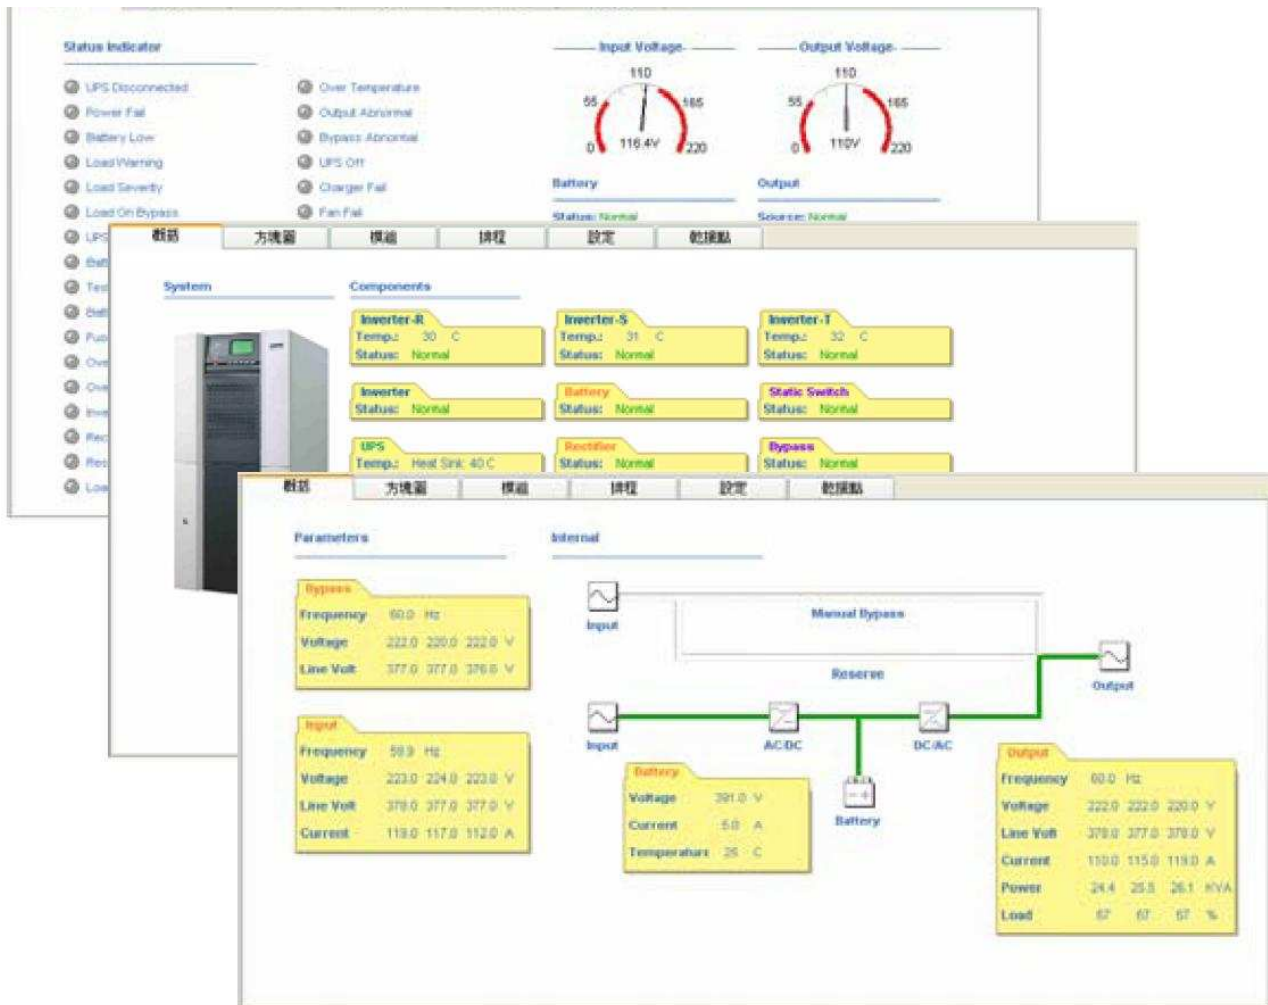 Status Indicator
UPS Disconnected
Power Fail
Battery Low
Load Warning
Load Severity
Load On Bypass
UPS
Over Temperature
Output Abnormal
Bypass Abnormal
UPS Off
Charger Fail
Fan Fail
Input Voltage
110
55 165
116.4V
0 220
Output Voltage
110
55 165
110V
0 220
Battery
Status: Normal
Output
Source: Normal
概括 方塊圖 模組 排程 設定 乾接點
System
Components
Inverter-R
Temp.: 30 C
Status: Normal
Inverter-S
Temp.: 31 C
Status: Normal
Inverter-T
Temp.: 32 C
Status: Normal
Inverter
Status: Normal
Battery
Status: Normal
Static Switch
Status: Normal
UPS
Temp.: Heat Sink: 40 C
Rectifier
Status: Normal
Bypass
Status: Normal
概括 方塊圖 模組 排程 設定 乾接點
Parameters
Bypass
Frequency 60.0 Hz
Voltage 222.0 220.0 222.0 V
Line Volt 377.0 377.0 376.0 V
Input
Frequency 59.9 Hz
Voltage 223.0 224.0 223.0 V
Line Volt 378.0 377.0 377.0 V
Current 119.0 117.0 112.0 A
Internal
Input
Manual Bypass
Reserve
Output
Input
AC/DC
DC/AC
Battery
Battery
Voltage 391.0 V
Current 5.0 A
Temperature 25 C
Output
Frequency 60.0 Hz
Voltage 222.0 222.0 220.0 V
Line Volt 378.0 377.0 378.0 V
Current 110.0 115.0 119.0 A
Power 24.4 25.5 26.1 KVA
Load 67 67 67 %